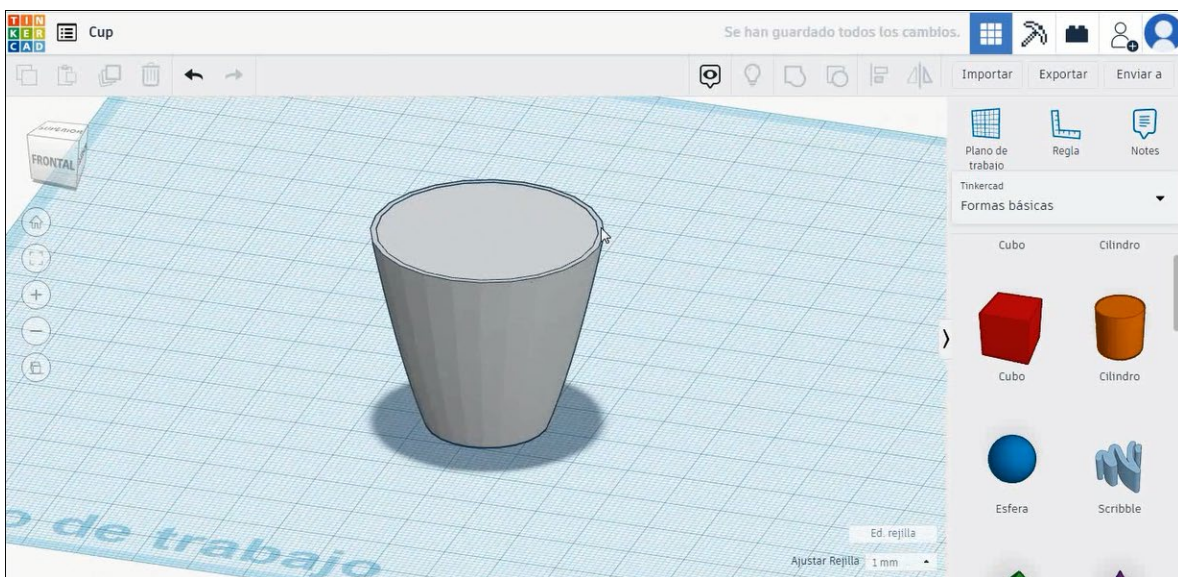 TIN
KER
CAD
Cup
Se han guardado todos los cambios.
Importar
Exportar
Enviar a
SUPERIOR
FRONTAL
Plano de
trabajo
Regla
Notes
Tinkercad
Formas básicas
Cubo
Cilindro
Cubo
Cilindro
Esfera
Scribble
o de trabajo
Ed. rejilla
Ajustar Rejilla
1 mm